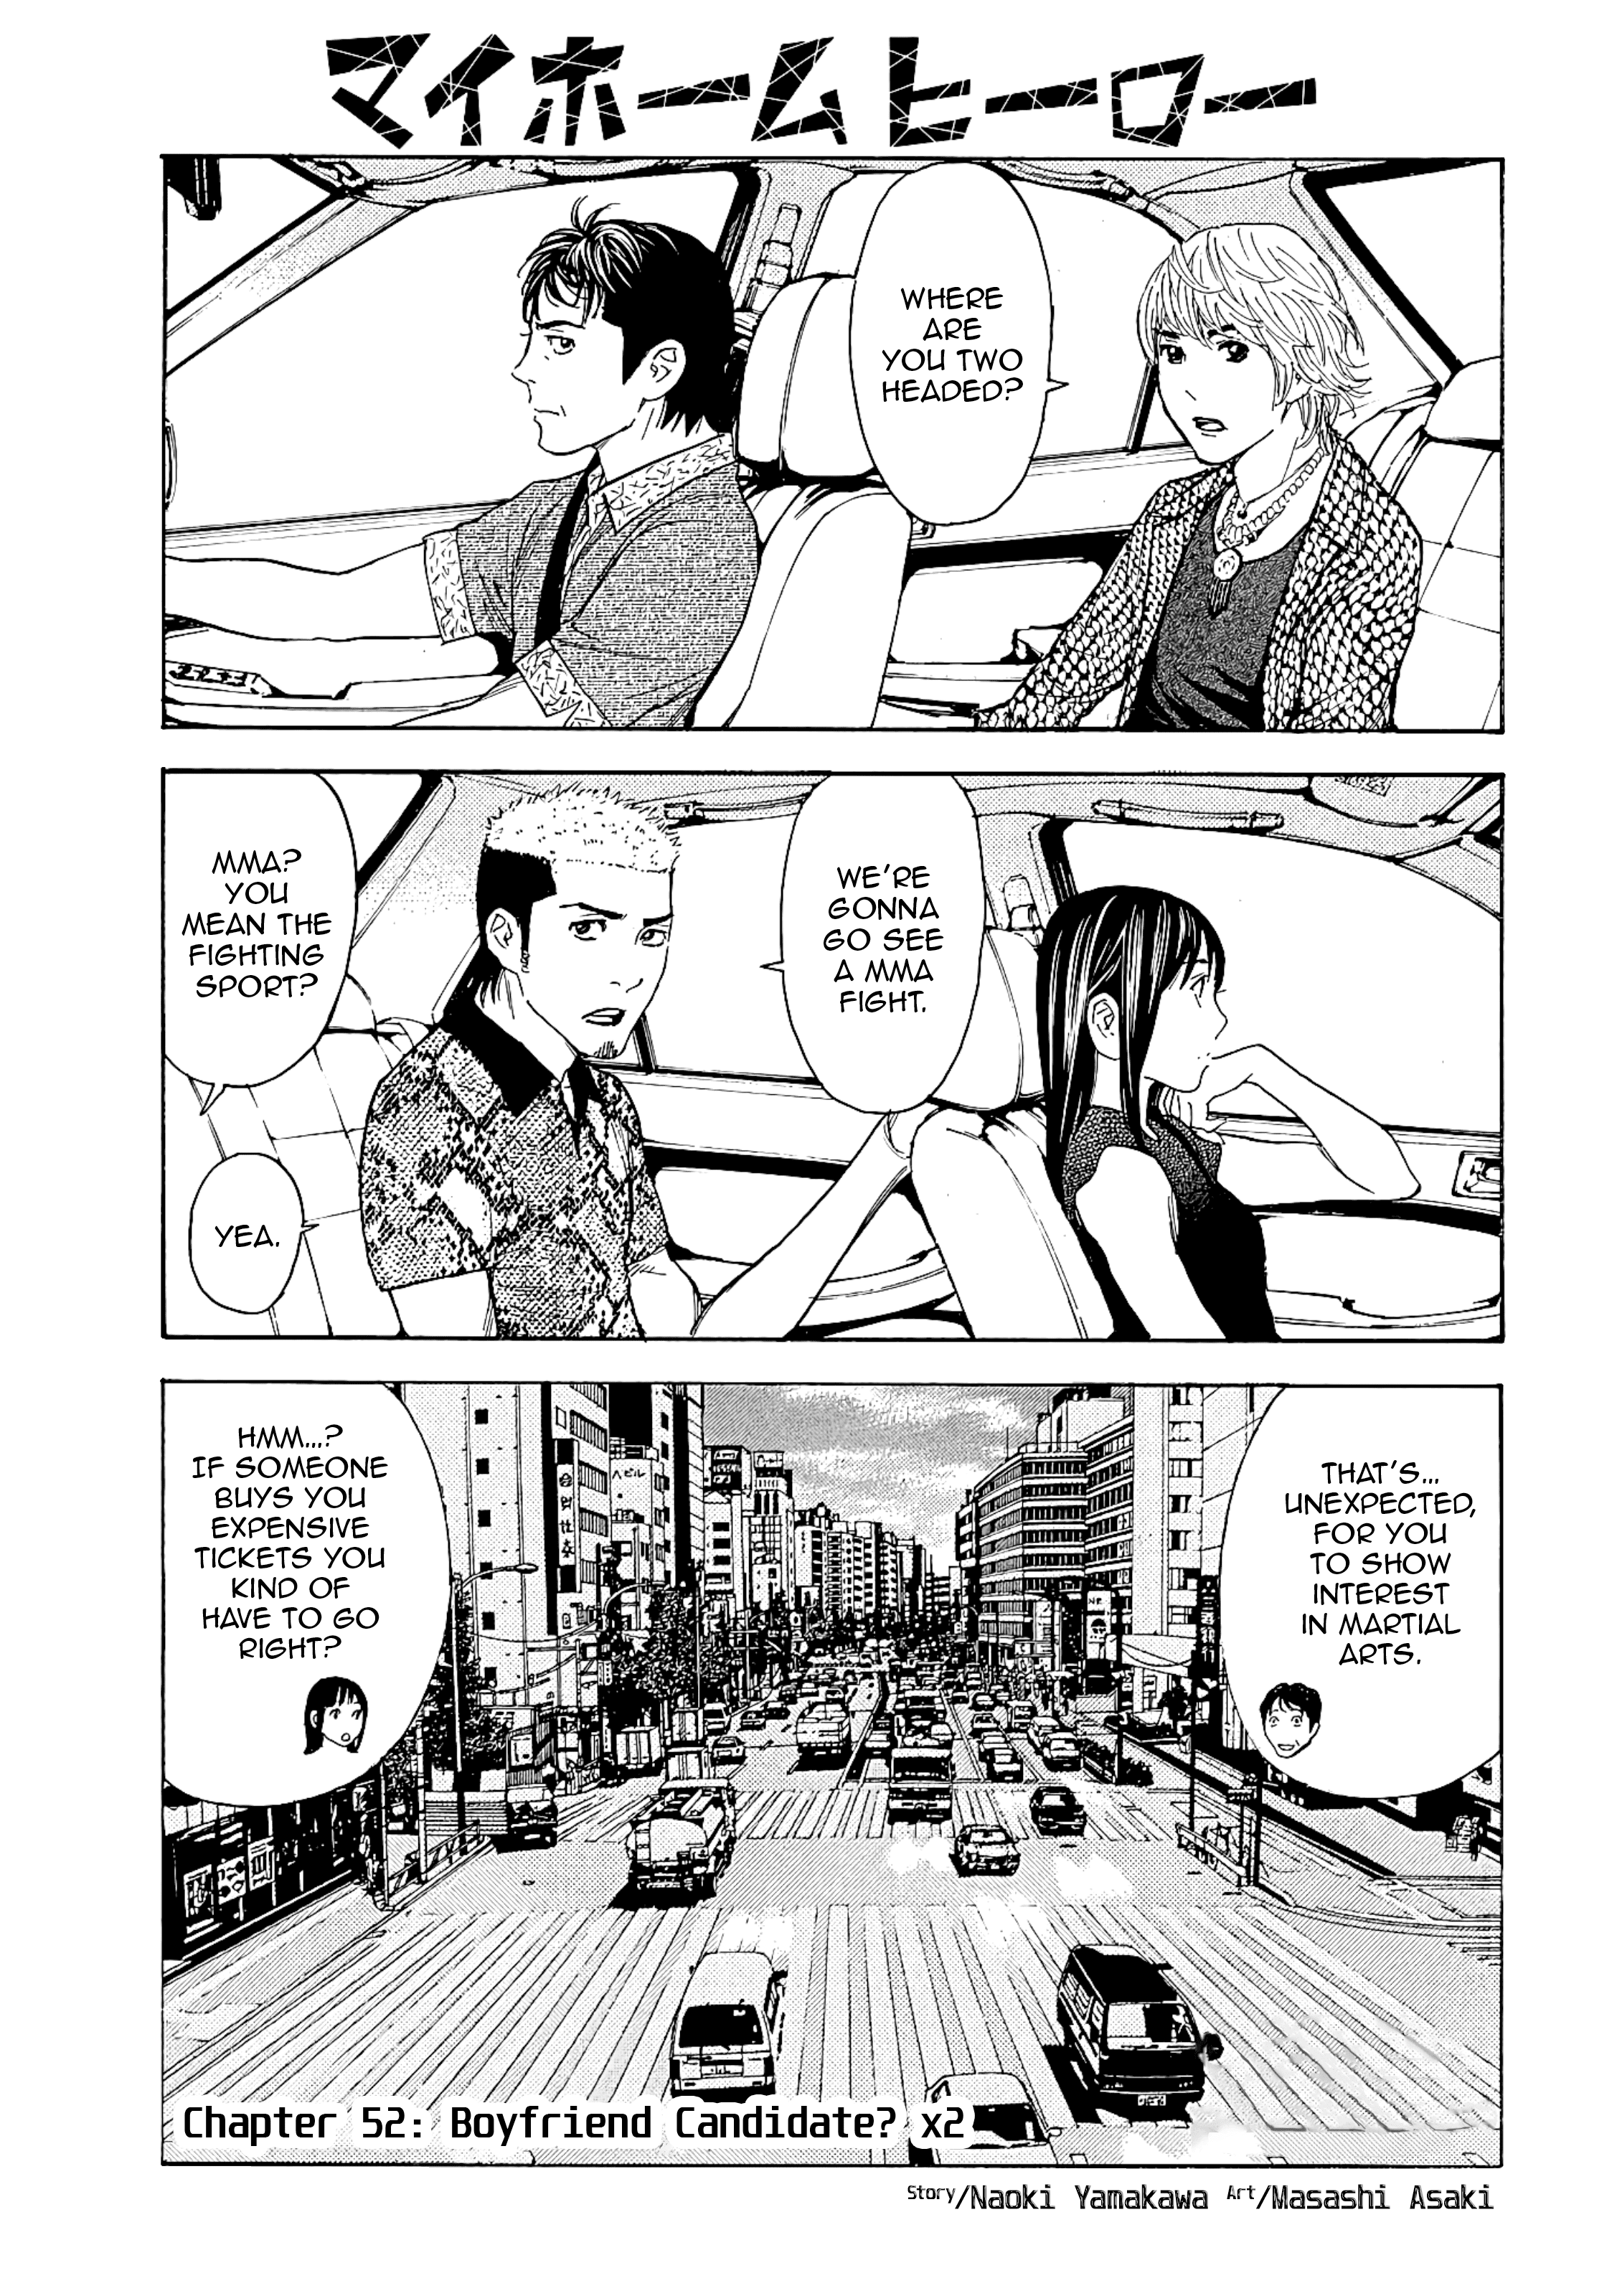 マイホームヒーロー
WHERE
ARE
YOU TWO
HEADED?
WE'RE
GONNA
GO SEE
A MMA
FIGHT.
MMA?
YOU
MEAN THE
FIGHTING
SPORT?
YEA.
THAT'S...
UNEXPECTED,
FOR YOU
TO SHOW
INTEREST
IN MARTIAL
ARTS.
HMM...?
IF SOMEONE
BUYS YOU
EXPENSIVE
TICKETS YOU
KIND OF
HAVE TO GO
RIGHT?
Chapter 52: Boyfriend Candidate? x2
Story/Naoki Yamakawa Art/Masashi Asaki